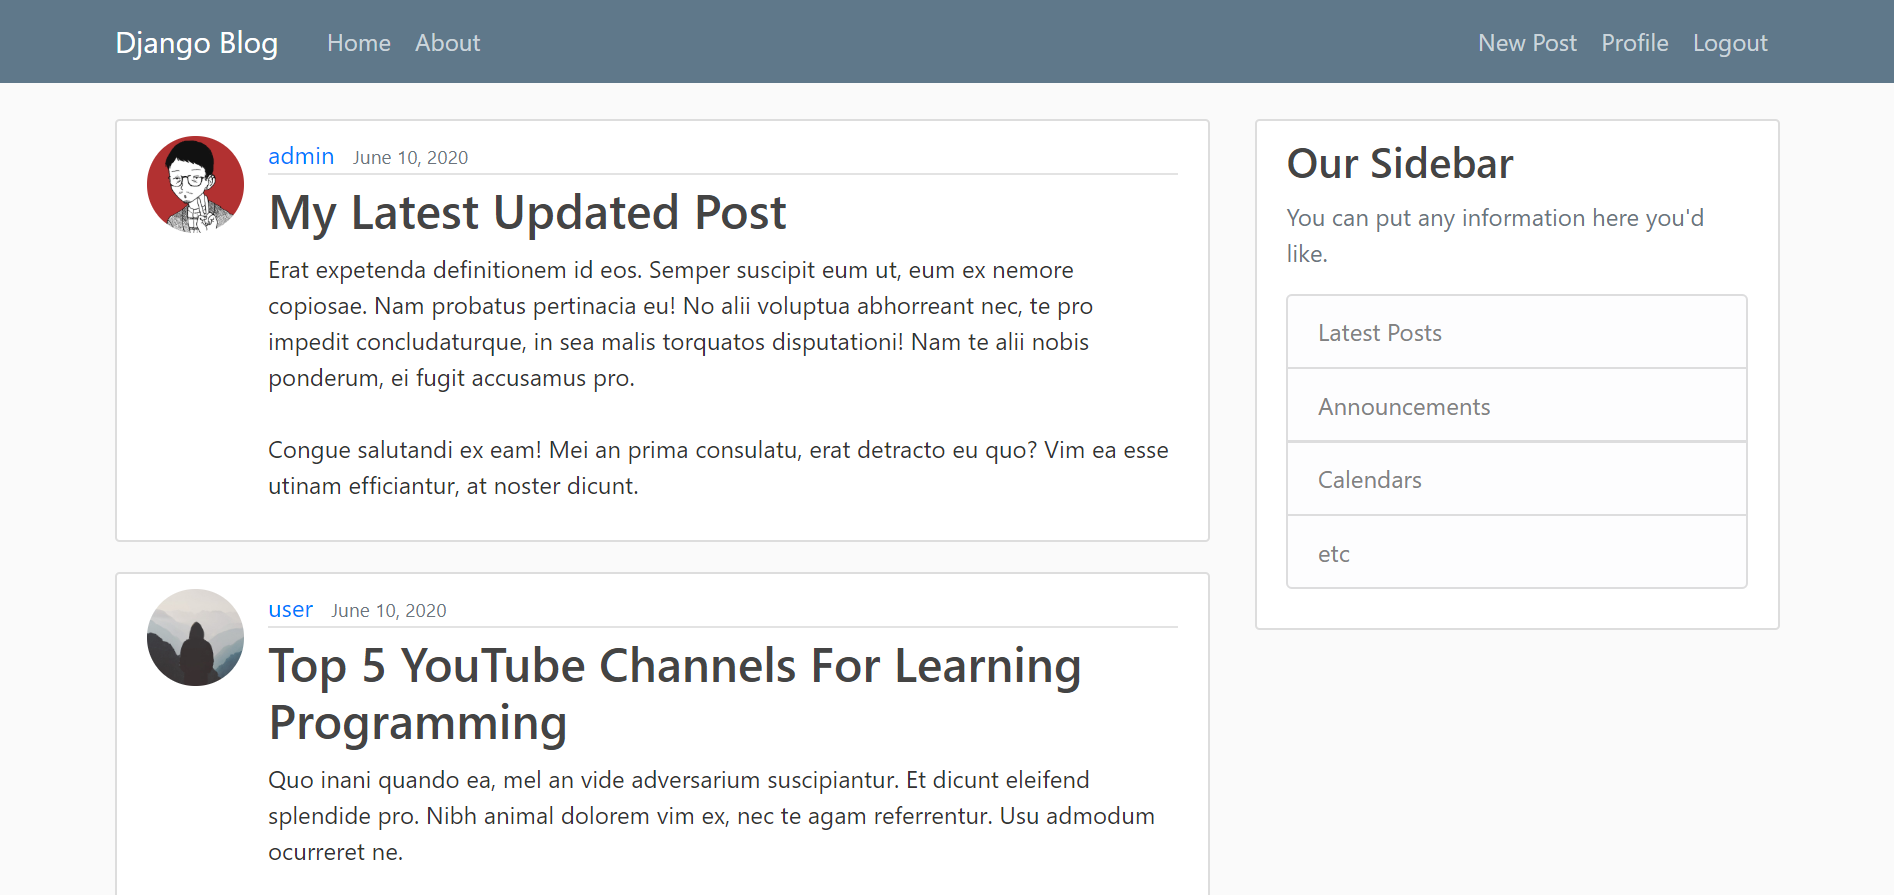 Django Blog Home About New Post Profile Logout
admin June 10, 2020
My Latest Updated Post
Erat expetenda definitionem id eos. Semper suscipit eum ut, eum ex nemore
copiosae. Nam probatus pertinacia eu! No alii voluptua abhorreant nec, te pro
impedit concludaturque, in sea malis torquatos disputationi! Nam te alii nobis
ponderum, ei fugit accusamus pro.
Congue salutandi ex eam! Mei an prima consulatu, erat detracto eu quo? Vim ea esse
utinam efficiantur, at noster dicunt.
user June 10, 2020
Top 5 YouTube Channels For Learning
Programming
Quo inani quando ea, mel an vide adversarium suscipiantur. Et dicunt eleifend
splendide pro. Nibh animal dolorem vim ex, nec te agam referrentur. Usu admodum
ocurreret ne.
Our Sidebar
You can put any information here you'd
like.
Latest Posts
Announcements
Calendars
etc